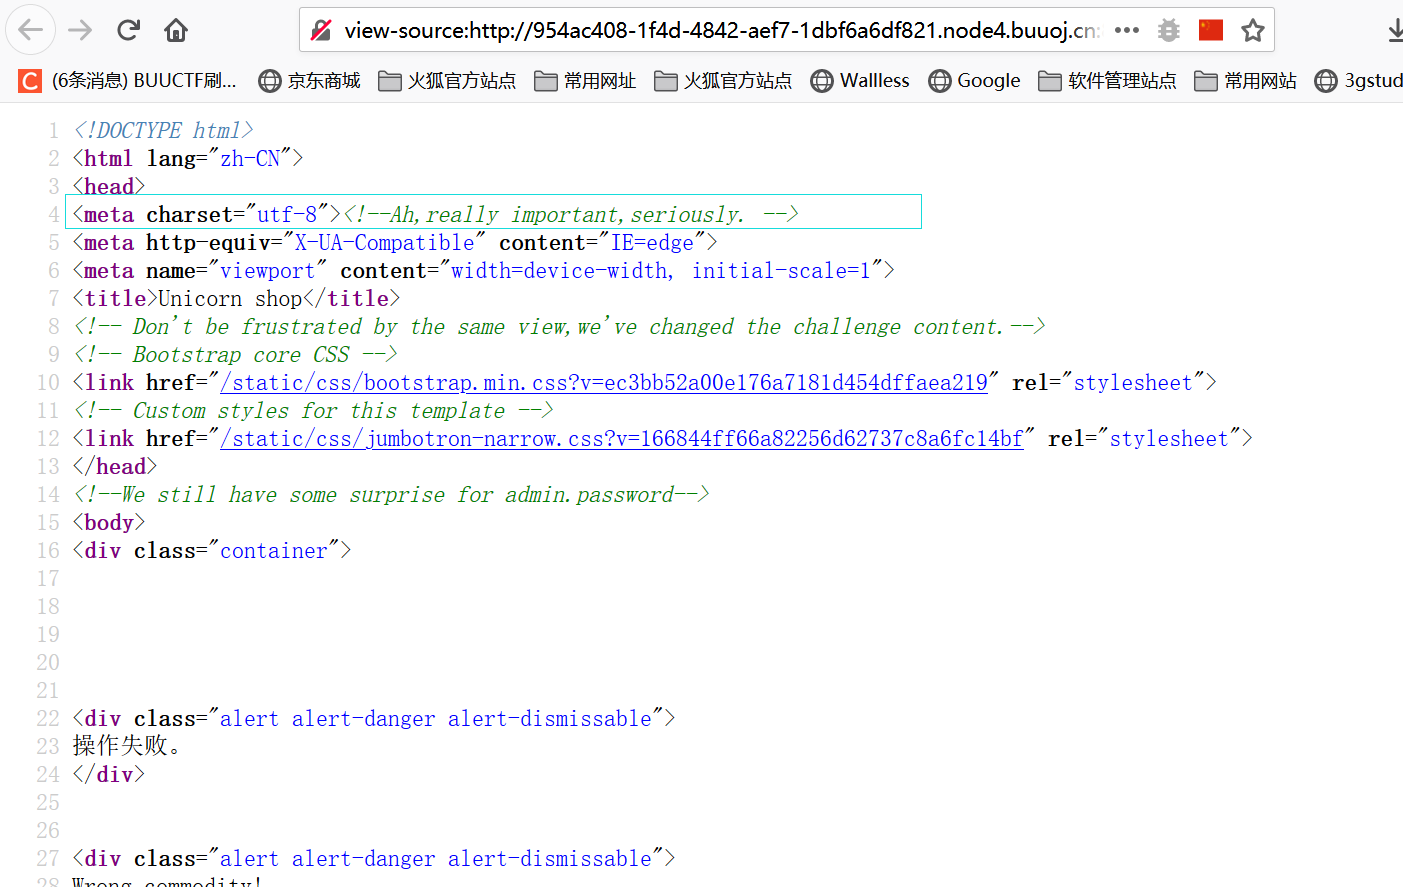 view-source:http://954ac408-1f4d-4842-aef7-1dbf6a6df821.node4.buuoj.cn:
C (6条消息) BUUCTF刷... 京东商城 火狐官方站点 常用网址 火狐官方站点 Wallless Google 软件管理站点 常用网站 3gstud
1 <!DOCTYPE html>
2 <html lang="zh-CN">
3 <head>
4 <meta charset="utf-8"><!--Ah,really important,seriously. -->
5 <meta http-equiv="X-UA-Compatible" content="IE=edge">
6 <meta name="viewport" content="width=device-width, initial-scale=1">
7 <title>Unicorn shop</title>
8 <!-- Don't be frustrated by the same view,we've changed the challenge content.-->
9 <!-- Bootstrap core CSS -->
10 <link href="/static/css/bootstrap.min.css?v=ec3bb52a00e176a7181d454dffaea219" rel="stylesheet">
11 <!-- Custom styles for this template -->
12 <link href="/static/css/jumbotron-narrow.css?v=166844ff66a82256d62737c8a6fc14bf" rel="stylesheet">
13 </head>
14 <!--We still have some surprise for admin.password-->
15 <body>
16 <div class="container">
17
18
19
20
21
22 <div class="alert alert-danger alert-dismissable">
23 操作失败。
24 </div>
25
26
27 <div class="alert alert-danger alert-dismissable">
28 Wrong commodity!